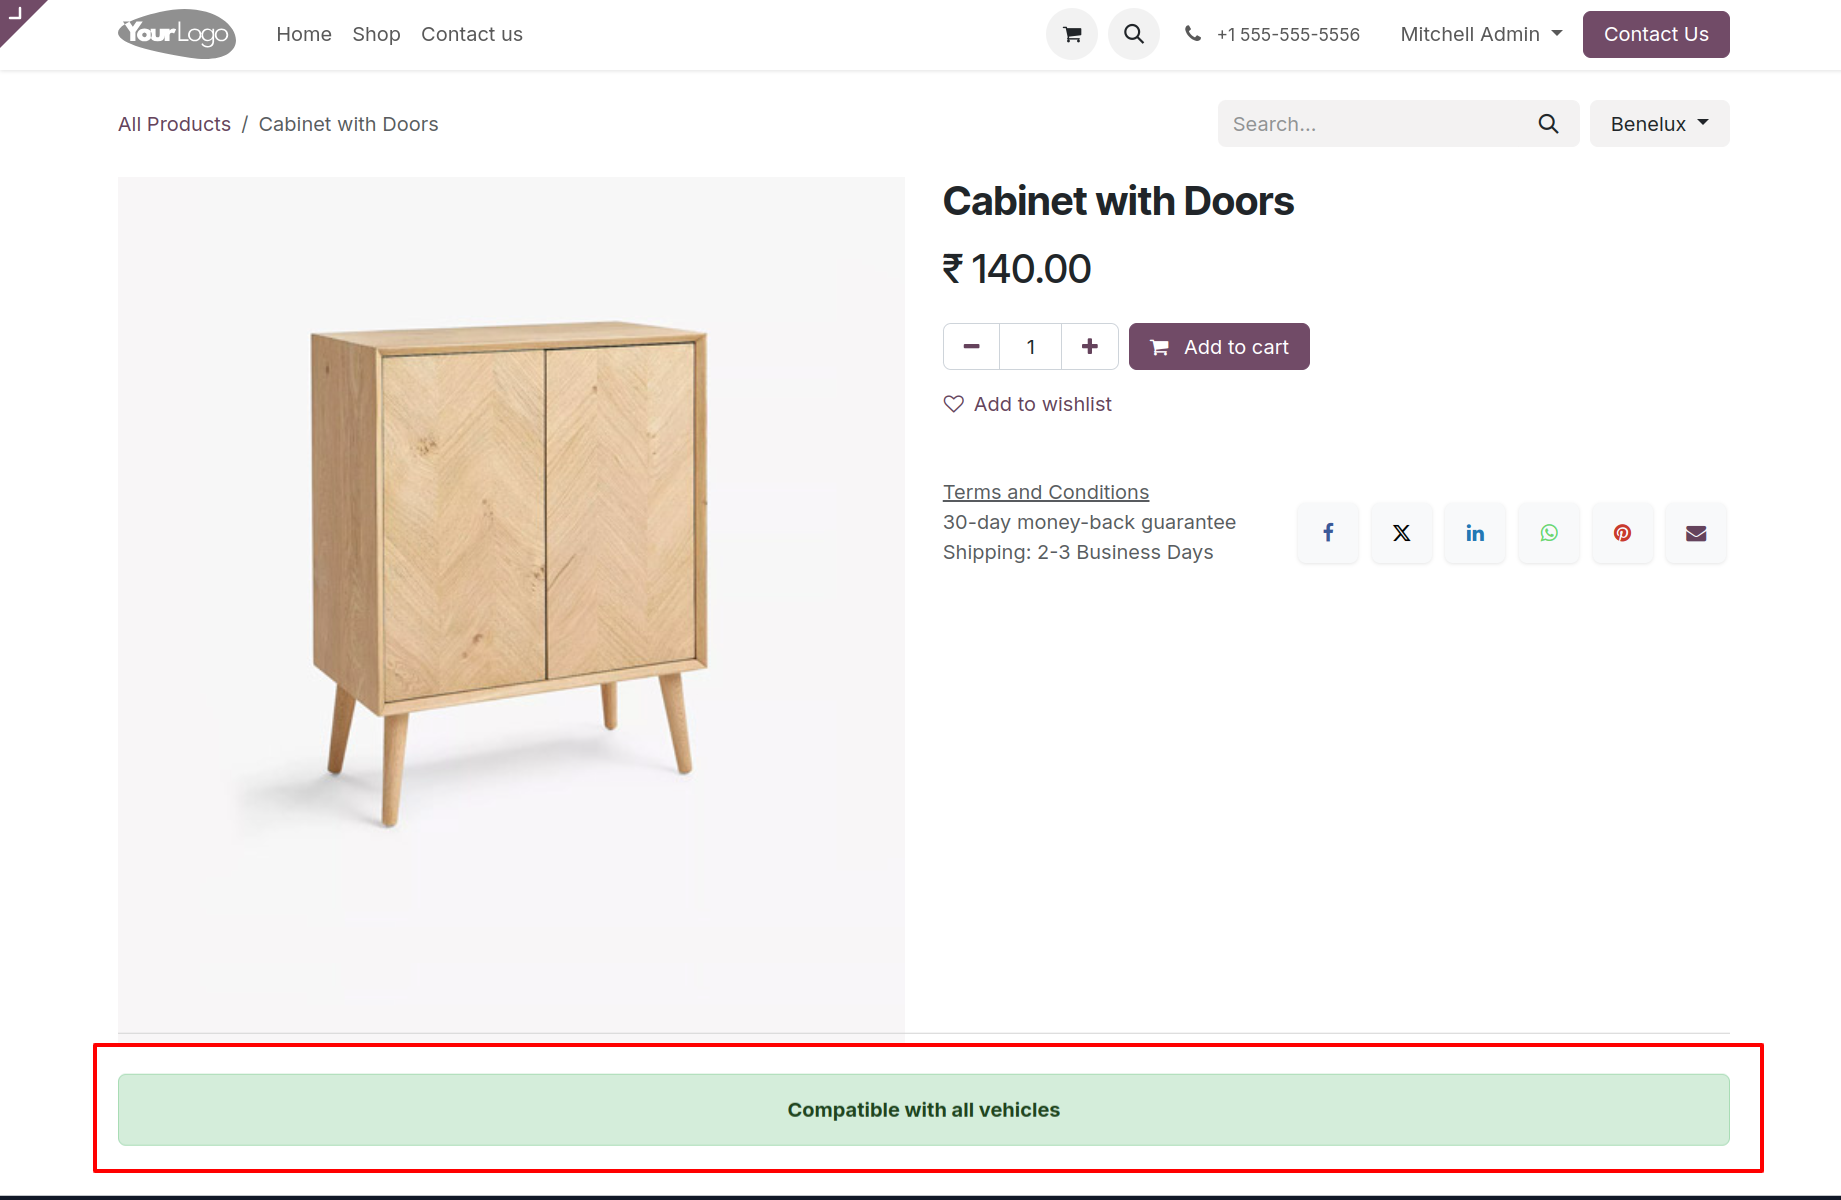 YourLogo
Home
Shop
Contact us
+1 555-555-5556
Mitchell Admin
Contact Us
All Products / Cabinet with Doors
Search...
Benelux
Cabinet with Doors
₹ 140.00
1
Add to cart
Add to wishlist
Terms and Conditions
30-day money-back guarantee
Shipping: 2-3 Business Days
Compatible with all vehicles